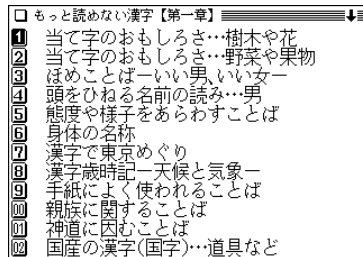 もっと読めない漢字【第一章】
1 当て字のおもしろさ…樹木や花
2 当て字のおもしろさ…野菜や果物
3 ほめことばーいい男、いい女ー
4 頭をひねる名前の読み…男
5 態度や様子をあらわすことば
6 身体の名称
7 漢字で東京めぐり
8 漢字歳時記ー天候と気象ー
9 手紙によく使われることば
00 親族に関することば
01 神道に因むことば
02 国産の漢字(国字)…道具など